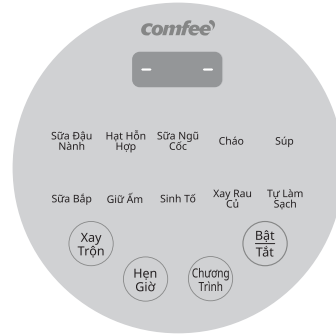 comfee'
Sữa Đậu Nành
Hạt Hỗn Hợp
Sữa Ngũ Cốc
Cháo
Súp
Sữa Bắp
Giữ Ấm
Sinh Tố
Xay Rau Củ
Tự Làm Sạch
Xay Trộn
Hẹn Giờ
Chương Trình
Bật Tắt